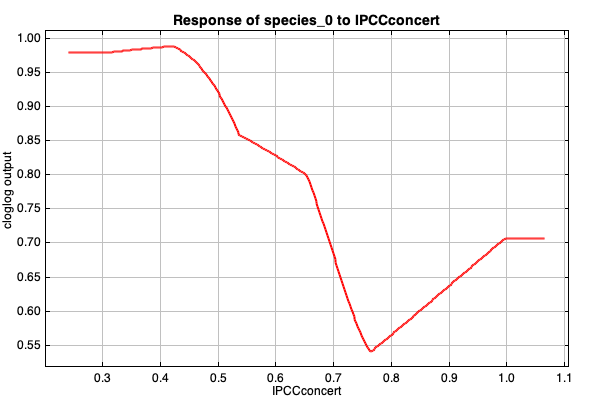 Response of species_0 to IPCCconcert
1.00
0.95
0.90
0.85
0.80
0.75
0.70
0.65
0.60
0.55
cloglog output
0.3 0.4 0.5 0.6 0.7 0.8 0.9 1.0 1.1
IPCCconcert